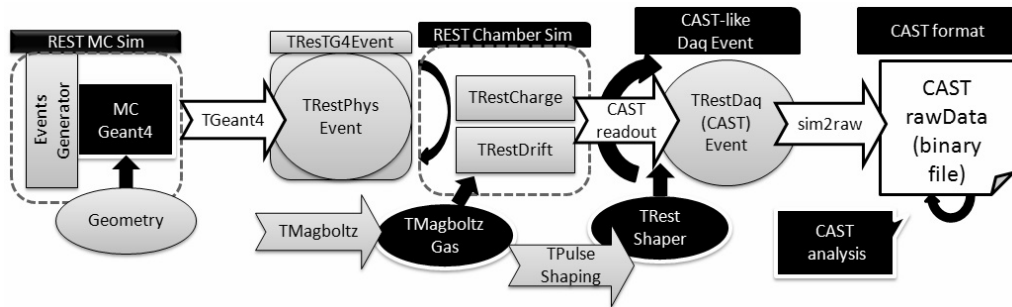 REST MC Sim
Events
Generator
MC
Geant4
Geometry
TGeant4
TResTG4Event
TRestPhys
Event
REST Chamber Sim
TRestCharge
TRestDrift
TMagboltz
TMagboltz
Gas
TPulse
Shaping
CAST
readout
CAST-like
Daq Event
TRestDaq
(CAST)
Event
TRest
Shaper
sim2raw
CAST format
CAST
rawData
(binary
file)
CAST
analysis